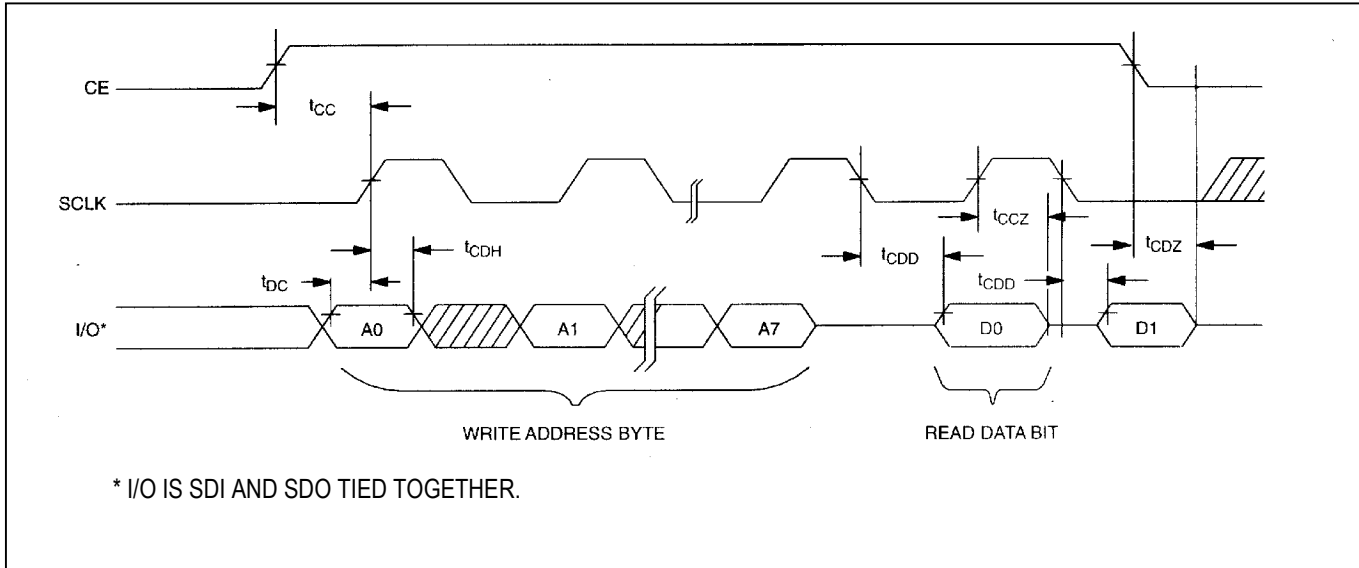 CE
tCC
SCLK
tCCZ
tCDH
tCDD
tCDZ
tDC
tCDD
I/O*
A0
A1
A7
D0
D1
WRITE ADDRESS BYTE
READ DATA BIT
* I/O IS SDI AND SDO TIED TOGETHER.